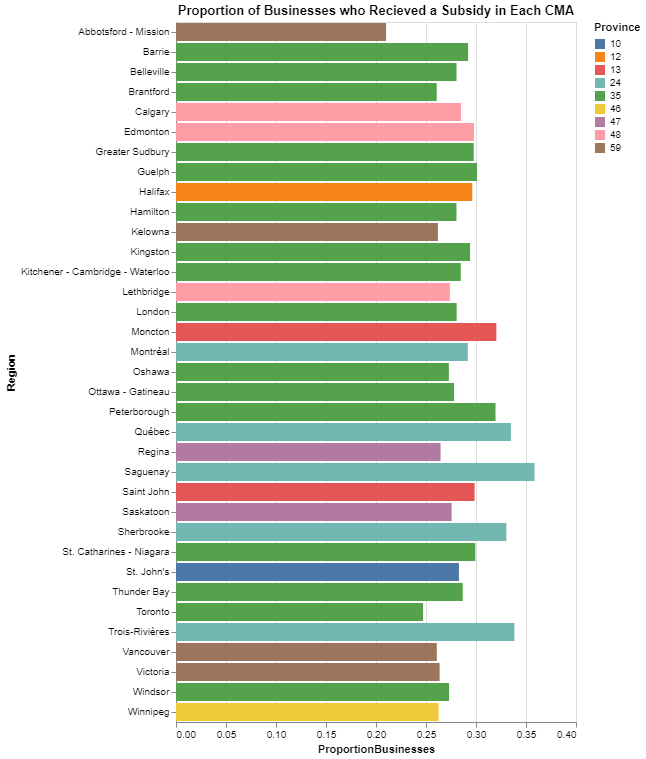 Proportion of Businesses who Recieved a Subsidy in Each CMA
Province
10
12
13
24
35
46
47
48
59
Region
Abbotsford - Mission
Barrie
Belleville
Brantford
Calgary
Edmonton
Greater Sudbury
Guelph
Halifax
Hamilton
Kelowna
Kingston
Kitchener - Cambridge - Waterloo
Lethbridge
London
Moncton
Montréal
Oshawa
Ottawa - Gatineau
Peterborough
Québec
Regina
Saguenay
Saint John
Saskatoon
Sherbrooke
St. Catharines - Niagara
St. John's
Thunder Bay
Toronto
Trois-Rivières
Vancouver
Victoria
Windsor
Winnipeg
0.00 0.05 0.10 0.15 0.20 0.25 0.30 0.35 0.40
ProportionBusinesses